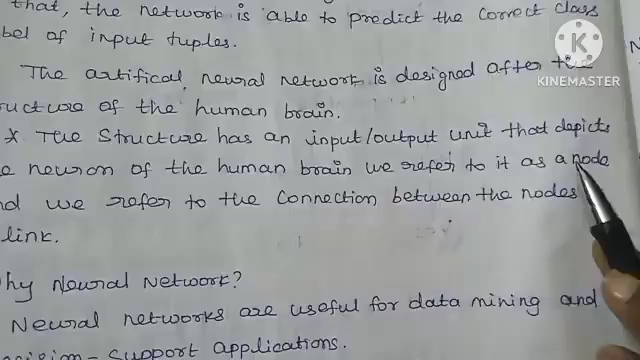 that, the network is able to predict the correct class
bel of input tuples.
The artifical neural network is designed after the
ructure of the human brain.
* The Structure has an input/output unit that depicts
e neuron of the human brain we refer to it as a node
nd we refer to the connection between the nodes
link.
hy Neural Network?
Neural networks are useful for data mining and
ecision - support applications.
KINEMASTER